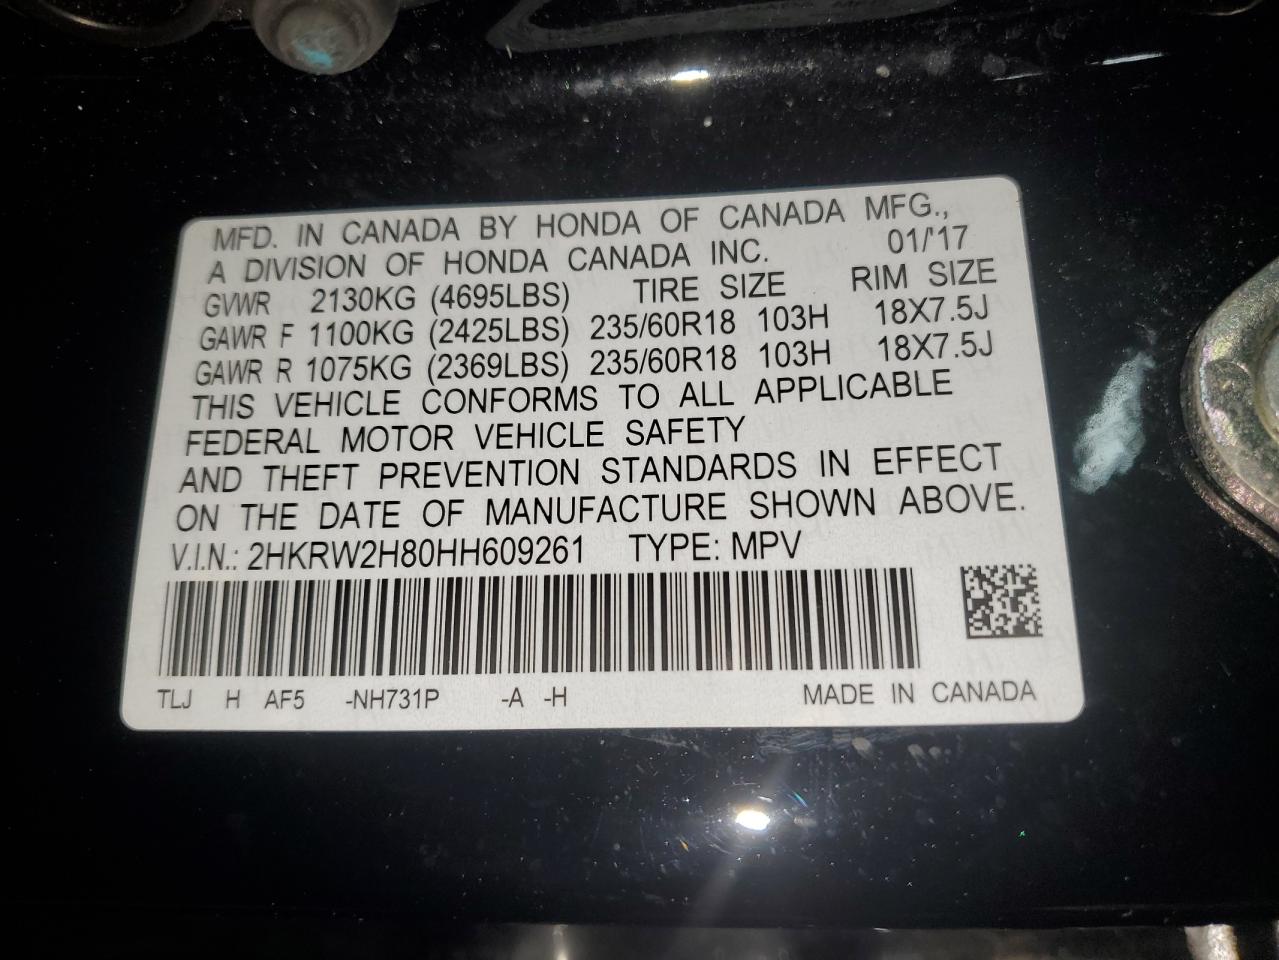 MFD. IN CANADA BY HONDA OF CANADA MFG.,
A DIVISION OF HONDA CANADA INC. 01/'17
GVWR 2130KG (4695LBS) TIRE SIZE RIM SIZE
GAWR F 1100KG (2425LBS) 235/60R18 103H 18X7.5J
GAWR R 1075KG (2369LBS) 235/60R18 103H 18X7.5J
THIS VEHICLE CONFORMS TO ALL APPLICABLE
FEDERAL MOTOR VEHICLE SAFETY
AND THEFT PREVENTION STANDARDS IN EFFECT
ON THE DATE OF MANUFACTURE SHOWN ABOVE.
V.I.N.: 2HKRW2H80HH609261 TYPE: MPV
TLJ H AF5 -NH731P -A -H MADE IN CANADA